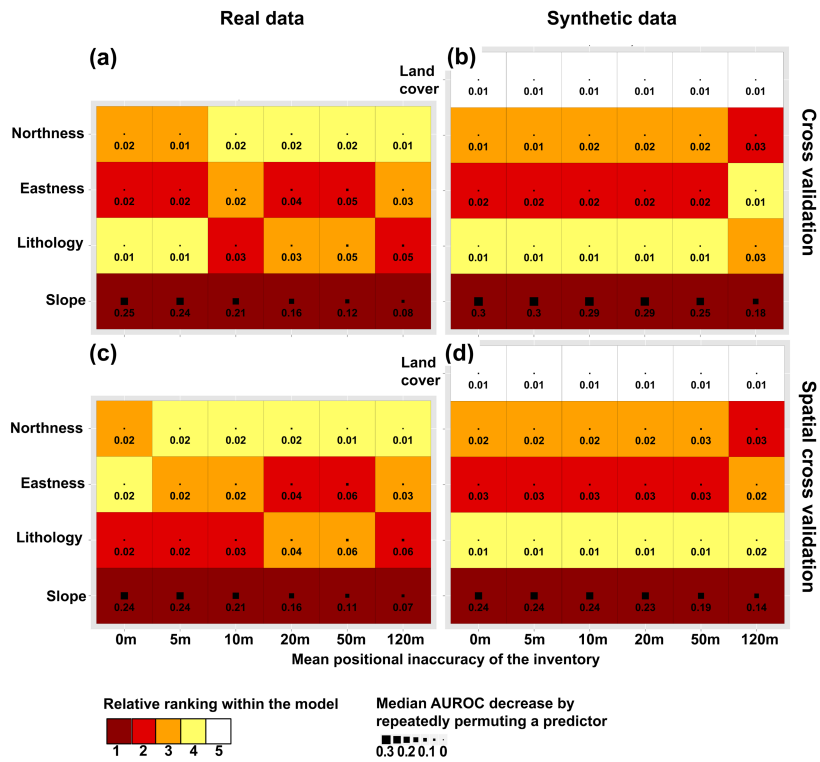 Real data
Synthetic data
(a)
(b)
Land
cover
0.01 0.01 0.01 0.01 0.01 0.01
Northness
0.02 0.01 0.02 0.02 0.02 0.01
0.01 0.01 0.02 0.02 0.02 0.03
Eastness
0.02 0.02 0.02 0.04 0.05 0.03
0.02 0.02 0.02 0.02 0.02 0.01
Lithology
0.01 0.01 0.03 0.03 0.05 0.05
0.01 0.01 0.01 0.01 0.01 0.03
Slope
0.25 0.24 0.21 0.16 0.12 0.08
0.3 0.3 0.29 0.29 0.25 0.18
Cross validation
(c)
(d)
Land
cover
0.01 0.01 0.01 0.01 0.01 0.01
Northness
0.02 0.02 0.02 0.02 0.01 0.01
0.02 0.02 0.02 0.02 0.03 0.03
Eastness
0.02 0.02 0.02 0.04 0.06 0.03
0.03 0.03 0.03 0.03 0.03 0.02
Lithology
0.02 0.02 0.03 0.04 0.06 0.06
0.01 0.01 0.01 0.01 0.01 0.02
Slope
0.24 0.24 0.21 0.16 0.11 0.07
0.24 0.24 0.24 0.23 0.19 0.14
Spatial cross validation
0m 5m 10m 20m 50m 120m
0m 5m 10m 20m 50m 120m
Mean positional inaccuracy of the inventory
Relative ranking within the model
1 2 3 4 5
Median AUROC decrease by
repeatedly permuting a predictor
0.3 0.2 0.1 0